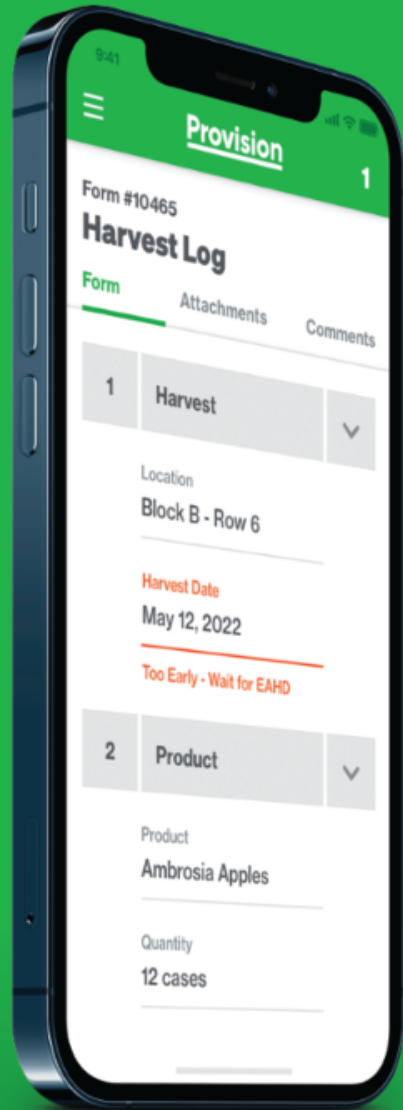 9:41
Provision
1
Form #10465
Harvest Log
Form Attachments Comments
1 Harvest
Location
Block B - Row 6
Harvest Date
May 12, 2022
Too Early - Wait for EAHD
2 Product
Product
Ambrosia Apples
Quantity
12 cases